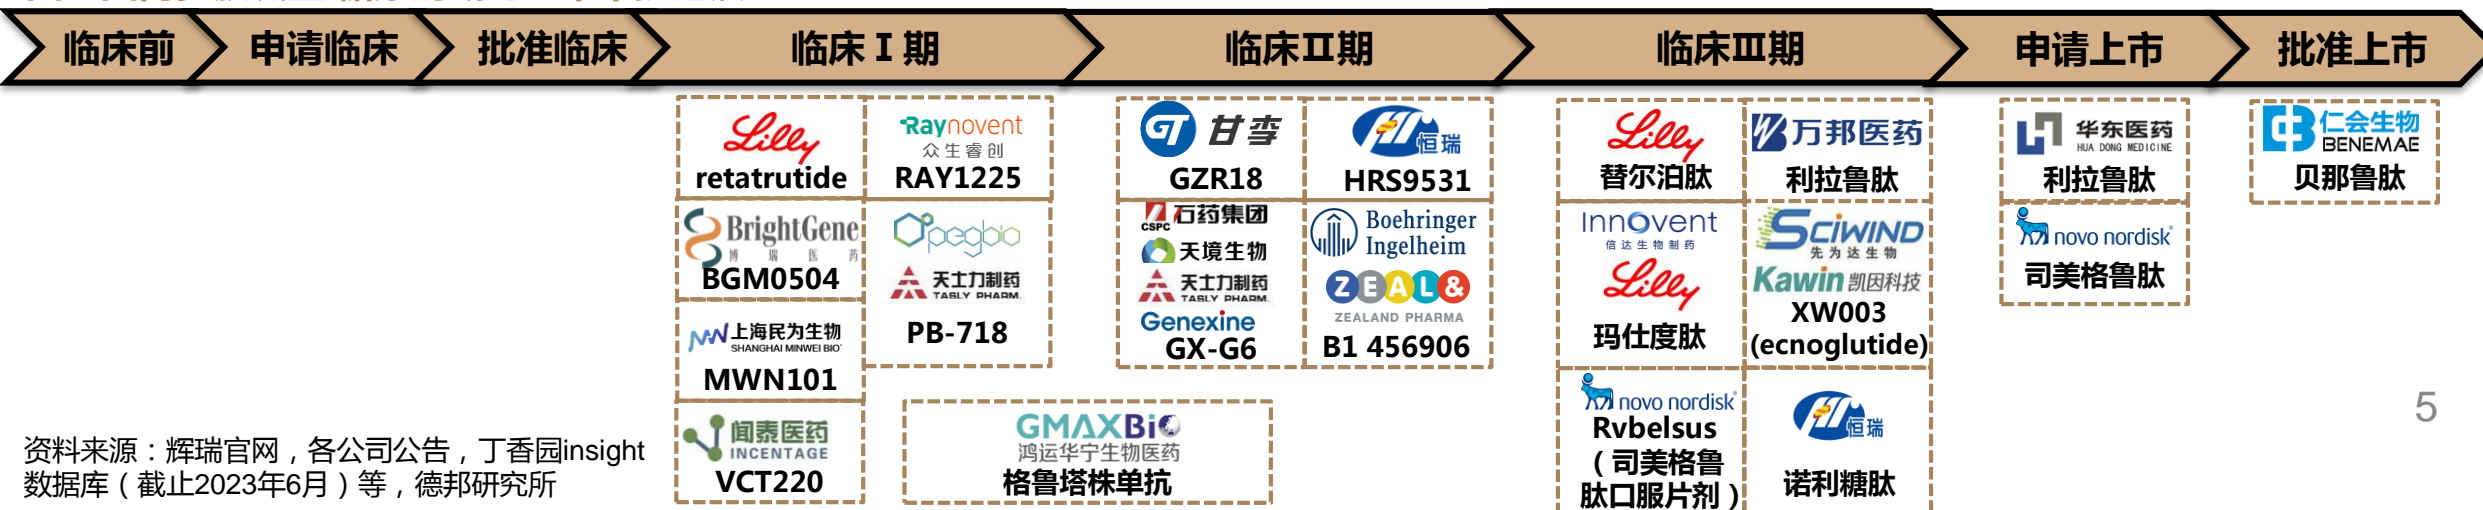 临床前
申请临床
批准临床
临床Ⅰ期
临床Ⅱ期
临床Ⅲ期
申请上市
批准上市
Lilly
retatrutide
Raynovent
众生睿创
RAY1225
BrightGene
博瑞医药
BGM0504
pegbio
天士力制药
TASLY PHARM.
PB-718
上海民为生物
SHANGHAI MINWEI BIO
MWN101
闻泰医药
INCENTAGE
VCT220
GMAXBiO
鸿运华宁生物医药
格鲁塔株单抗
甘李
GZR18
恒瑞
HRS9531
石药集团
CSPC
天境生物
天士力制药
TASLY PHARM.
Genexine
GX-G6
Boehringer
Ingelheim
ZEAL&
ZEALAND PHARMA
B1 456906
Lilly
替尔泊肽
万邦医药
利拉鲁肽
Innovent
信达生物制药
Lilly
玛仕度肽
SCIWIND
先为达生物
Kawin 凯因科技
XW003
(ecnoglutide)
novo nordisk
Rvbelsus
（司美格鲁
肽口服片剂）
恒瑞
诺利糖肽
华东医药
HUA DONG MEDICINE
利拉鲁肽
novo nordisk
司美格鲁肽
仁会生物
BENEMAE
贝那鲁肽
资料来源：辉瑞官网，各公司公告，丁香园insight
数据库（截止2023年6月）等，德邦研究所
5